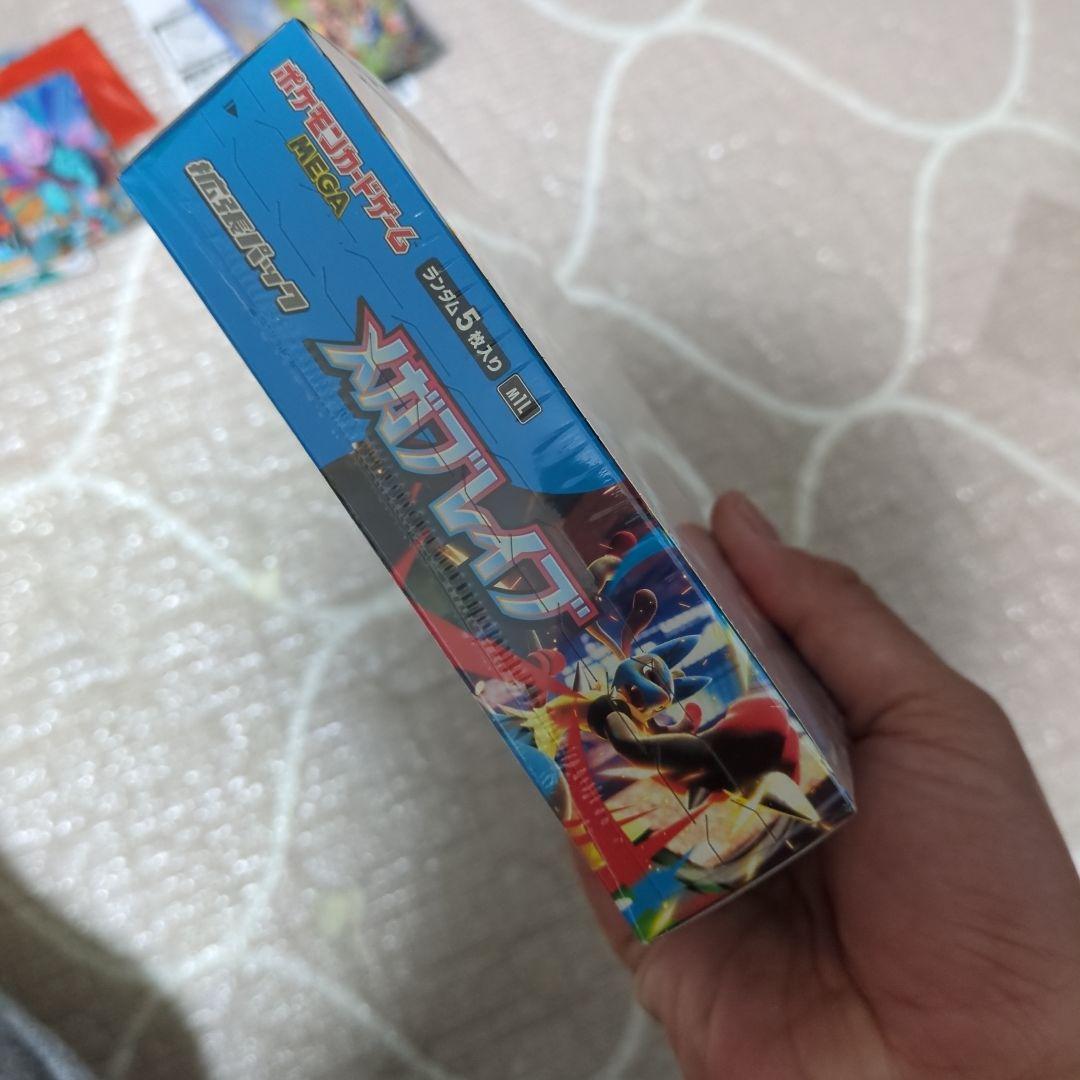 ポケモンカードゲーム
MEGA
拡張パック
ランダム5枚入り
M1L
メガブレイブ